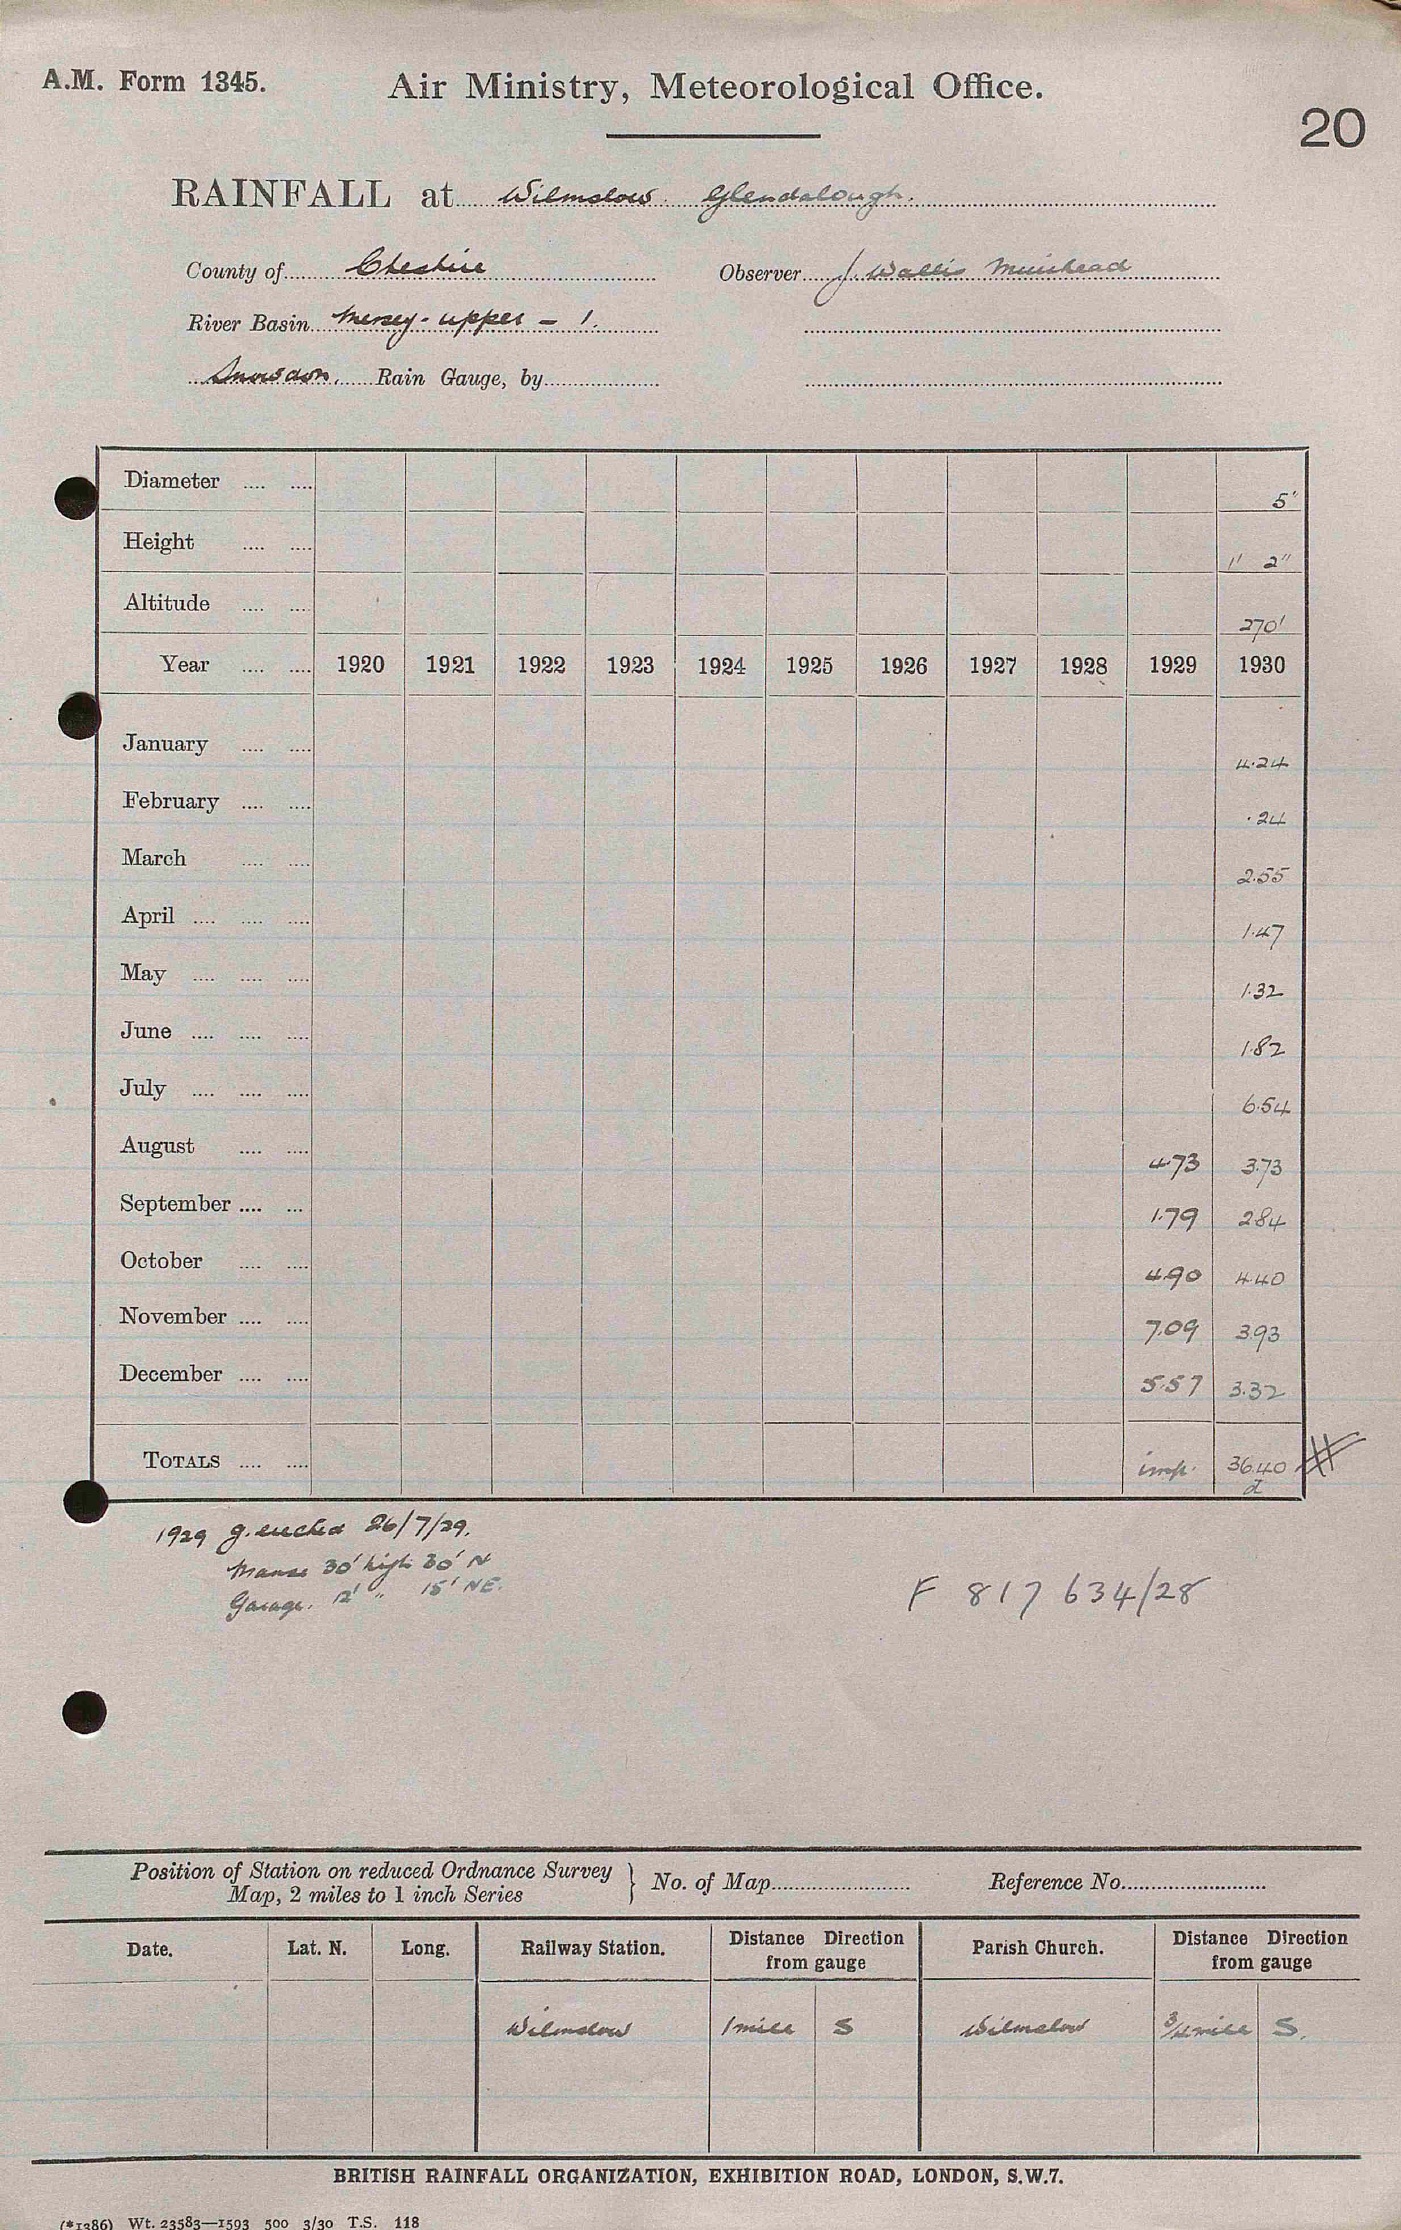 A.M. Form 1345.
Air Ministry, Meteorological Office.
20
RAINFALL at Wilmslow. Glendalough.
County of Cheshire Observer J. Wallis Muirhead
River Basin Mersey-upper - 1.
Snowdon. Rain Gauge, by
Diameter 5"
Height 1' 2"
Altitude 270'
Year 1920 1921 1922 1923 1924 1925 1926 1927 1928 1929 1930
January 4.24
February .24
March 2.55
April 1.47
May 1.32
June 1.82
July 6.54
August 4.73 3.73
September 1.79 2.84
October 4.90 4.40
November 7.09 3.93
December 5.57 3.32
TOTALS imp. 36.40 #
d
1929 g. erected 26/7/29.
Manse 30' high 30' N
Garage. 12' " 15' NE.
F 817 634/28
Position of Station on reduced Ordnance Survey
Map, 2 miles to 1 inch Series } No. of Map Reference No.
Date. Lat. N. Long. Railway Station. Distance from gauge Direction Parish Church. Distance from gauge Direction
Wilmslow 1 mile S Wilmslow 3/4 mile S.
BRITISH RAINFALL ORGANIZATION, EXHIBITION ROAD, LONDON, S.W.7.
(*1386) Wt. 23583—1593 500 3/30 T.S. 118